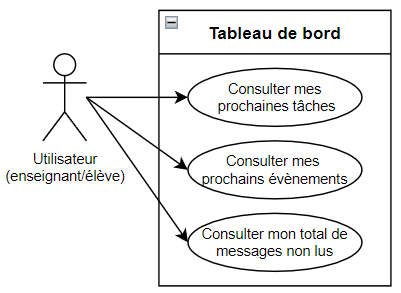 Tableau de bord
Consulter mes
prochaines tâches
Utilisateur
(enseignant/élève)
Consulter mes
prochains évènements
Consulter mon total de
messages non lus